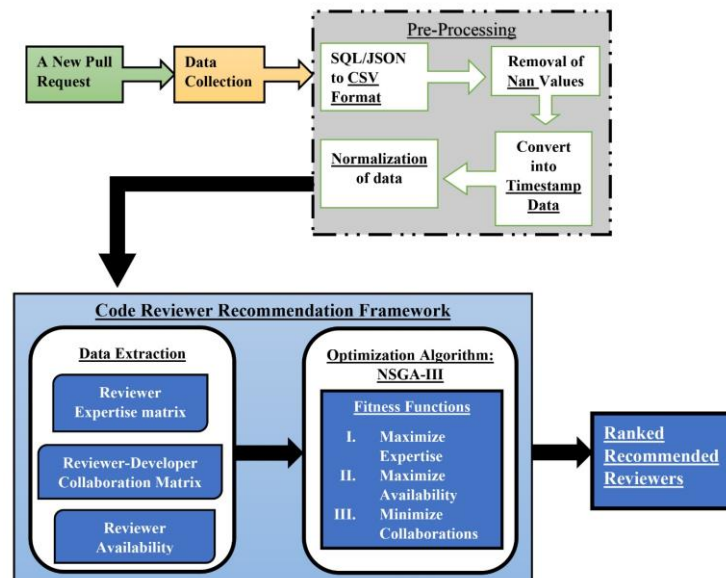 Pre-Processing
A New Pull
Request
Data
Collection
SQL/JSON
to CSV
Format
Removal of
Nan Values
Convert
into
Timestamp
Data
Normalization
of data
Code Reviewer Recommendation Framework
Data Extraction
Reviewer
Expertise matrix
Reviewer-Developer
Collaboration Matrix
Reviewer
Availability
Optimization Algorithm:
NSGA-III
Fitness Functions
I. Maximize
Expertise
II. Maximize
Availability
III. Minimize
Collaborations
Ranked
Recommended
Reviewers